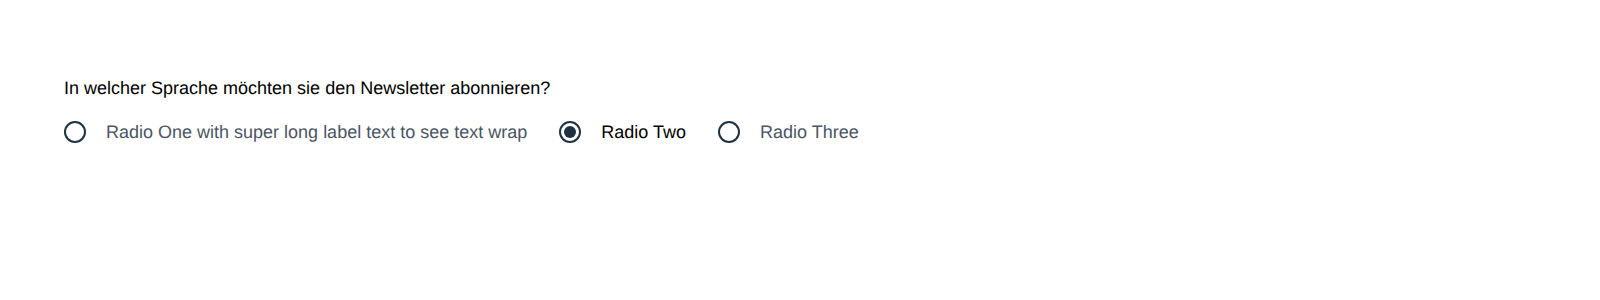 In welcher Sprache möchten sie den Newsletter abonnieren?
Radio One with super long label text to see text wrap Radio Two Radio Three